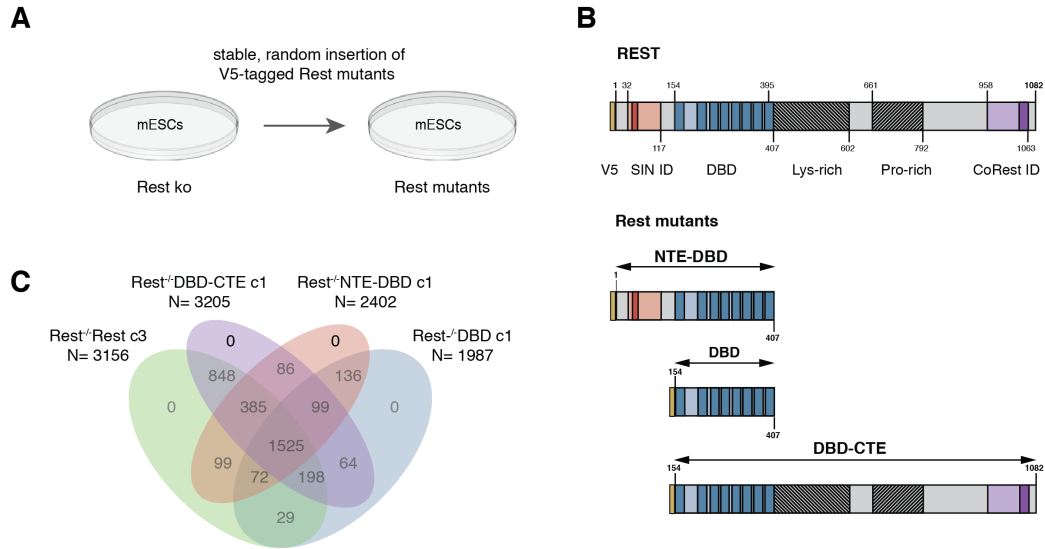 A
stable, random insertion of
V5-tagged Rest mutants
mESCs
mESCs
Rest ko
Rest mutants
B
REST
1 32 154 395 661 958 1082
117 407 602 792 1063
V5 SIN ID DBD Lys-rich Pro-rich CoRest ID
Rest mutants
NTE-DBD
1
407
DBD
154
407
DBD-CTE
154 1082
C
Rest-/-DBD-CTE c1
N= 3205
Rest-/-NTE-DBD c1
N= 2402
Rest-/-Rest c3
N= 3156
Rest-/-DBD c1
N= 1987
0 0
848 86 136
0 385 99 0
1525
99 72 198 64
29